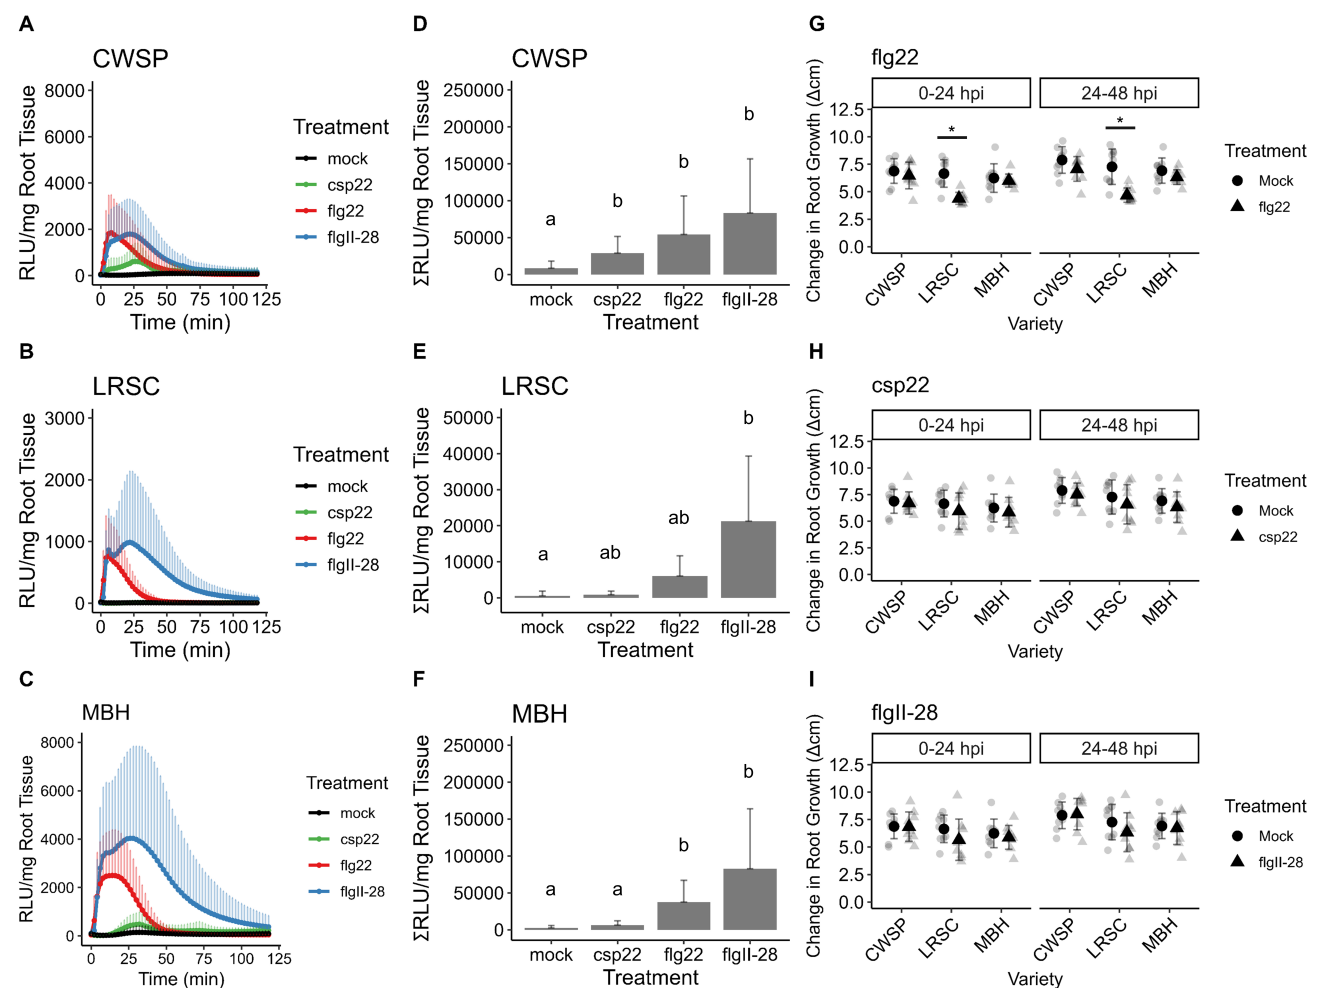 A
CWSP
RLU/mg Root Tissue
8000
6000
4000
2000
0
0 25 50 75 100 125
Time (min)
Treatment
mock
csp22
flg22
flgII-28
D
CWSP
ΣRLU/mg Root Tissue
250000
200000
150000
100000
50000
0
a
b
b
b
mock csp22 flg22 flgII-28
Treatment
G
flg22
Change in Root Growth (Δcm)
0-24 hpi 24-48 hpi
12.5
10.0
7.5
5.0
2.5
0.0
* *
CWSP LRSC MBH CWSP LRSC MBH
Variety
Treatment
Mock
flg22
B
LRSC
RLU/mg Root Tissue
3000
2000
1000
0
0 25 50 75 100 125
Time (min)
Treatment
mock
csp22
flg22
flgII-28
E
LRSC
ΣRLU/mg Root Tissue
50000
40000
30000
20000
10000
0
a
ab
ab
b
mock csp22 flg22 flgII-28
Treatment
H
csp22
Change in Root Growth (Δcm)
0-24 hpi 24-48 hpi
12.5
10.0
7.5
5.0
2.5
0.0
CWSP LRSC MBH CWSP LRSC MBH
Variety
Treatment
Mock
csp22
C
MBH
RLU/mg Root Tissue
8000
6000
4000
2000
0
0 25 50 75 100 125
Time (min)
Treatment
mock
csp22
flg22
flgII-28
F
MBH
ΣRLU/mg Root Tissue
250000
200000
150000
100000
50000
0
a
a
b
b
mock csp22 flg22 flgII-28
Treatment
I
flgII-28
Change in Root Growth (Δcm)
0-24 hpi 24-48 hpi
12.5
10.0
7.5
5.0
2.5
0.0
CWSP LRSC MBH CWSP LRSC MBH
Variety
Treatment
Mock
flgII-28